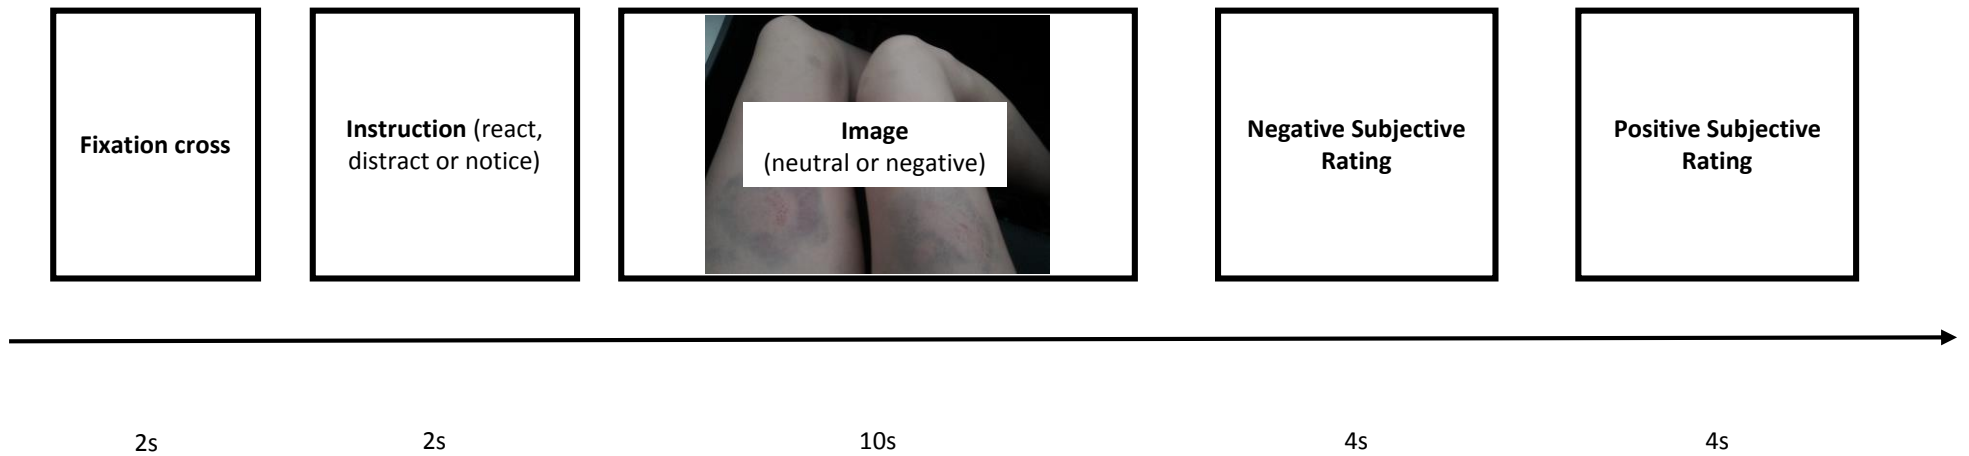 Fixation cross
Instruction (react,
distract or notice)
Image
(neutral or negative)
Negative Subjective
Rating
Positive Subjective
Rating
2s
2s
10s
4s
4s